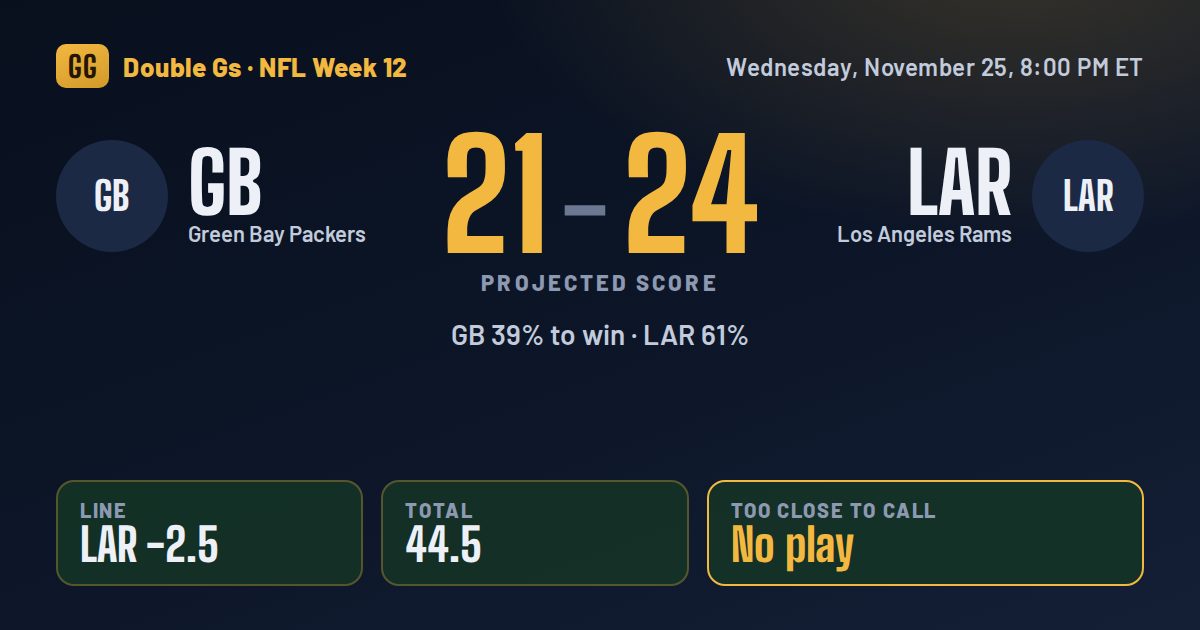 GG Double Gs · NFL Week 12
Wednesday, November 25, 8:00 PM ET
GB
GB
Green Bay Packers
21 – 24
PROJECTED SCORE
GB 39% to win · LAR 61%
LAR
Los Angeles Rams
LAR
LINE
LAR −2.5
TOTAL
44.5
TOO CLOSE TO CALL
No play